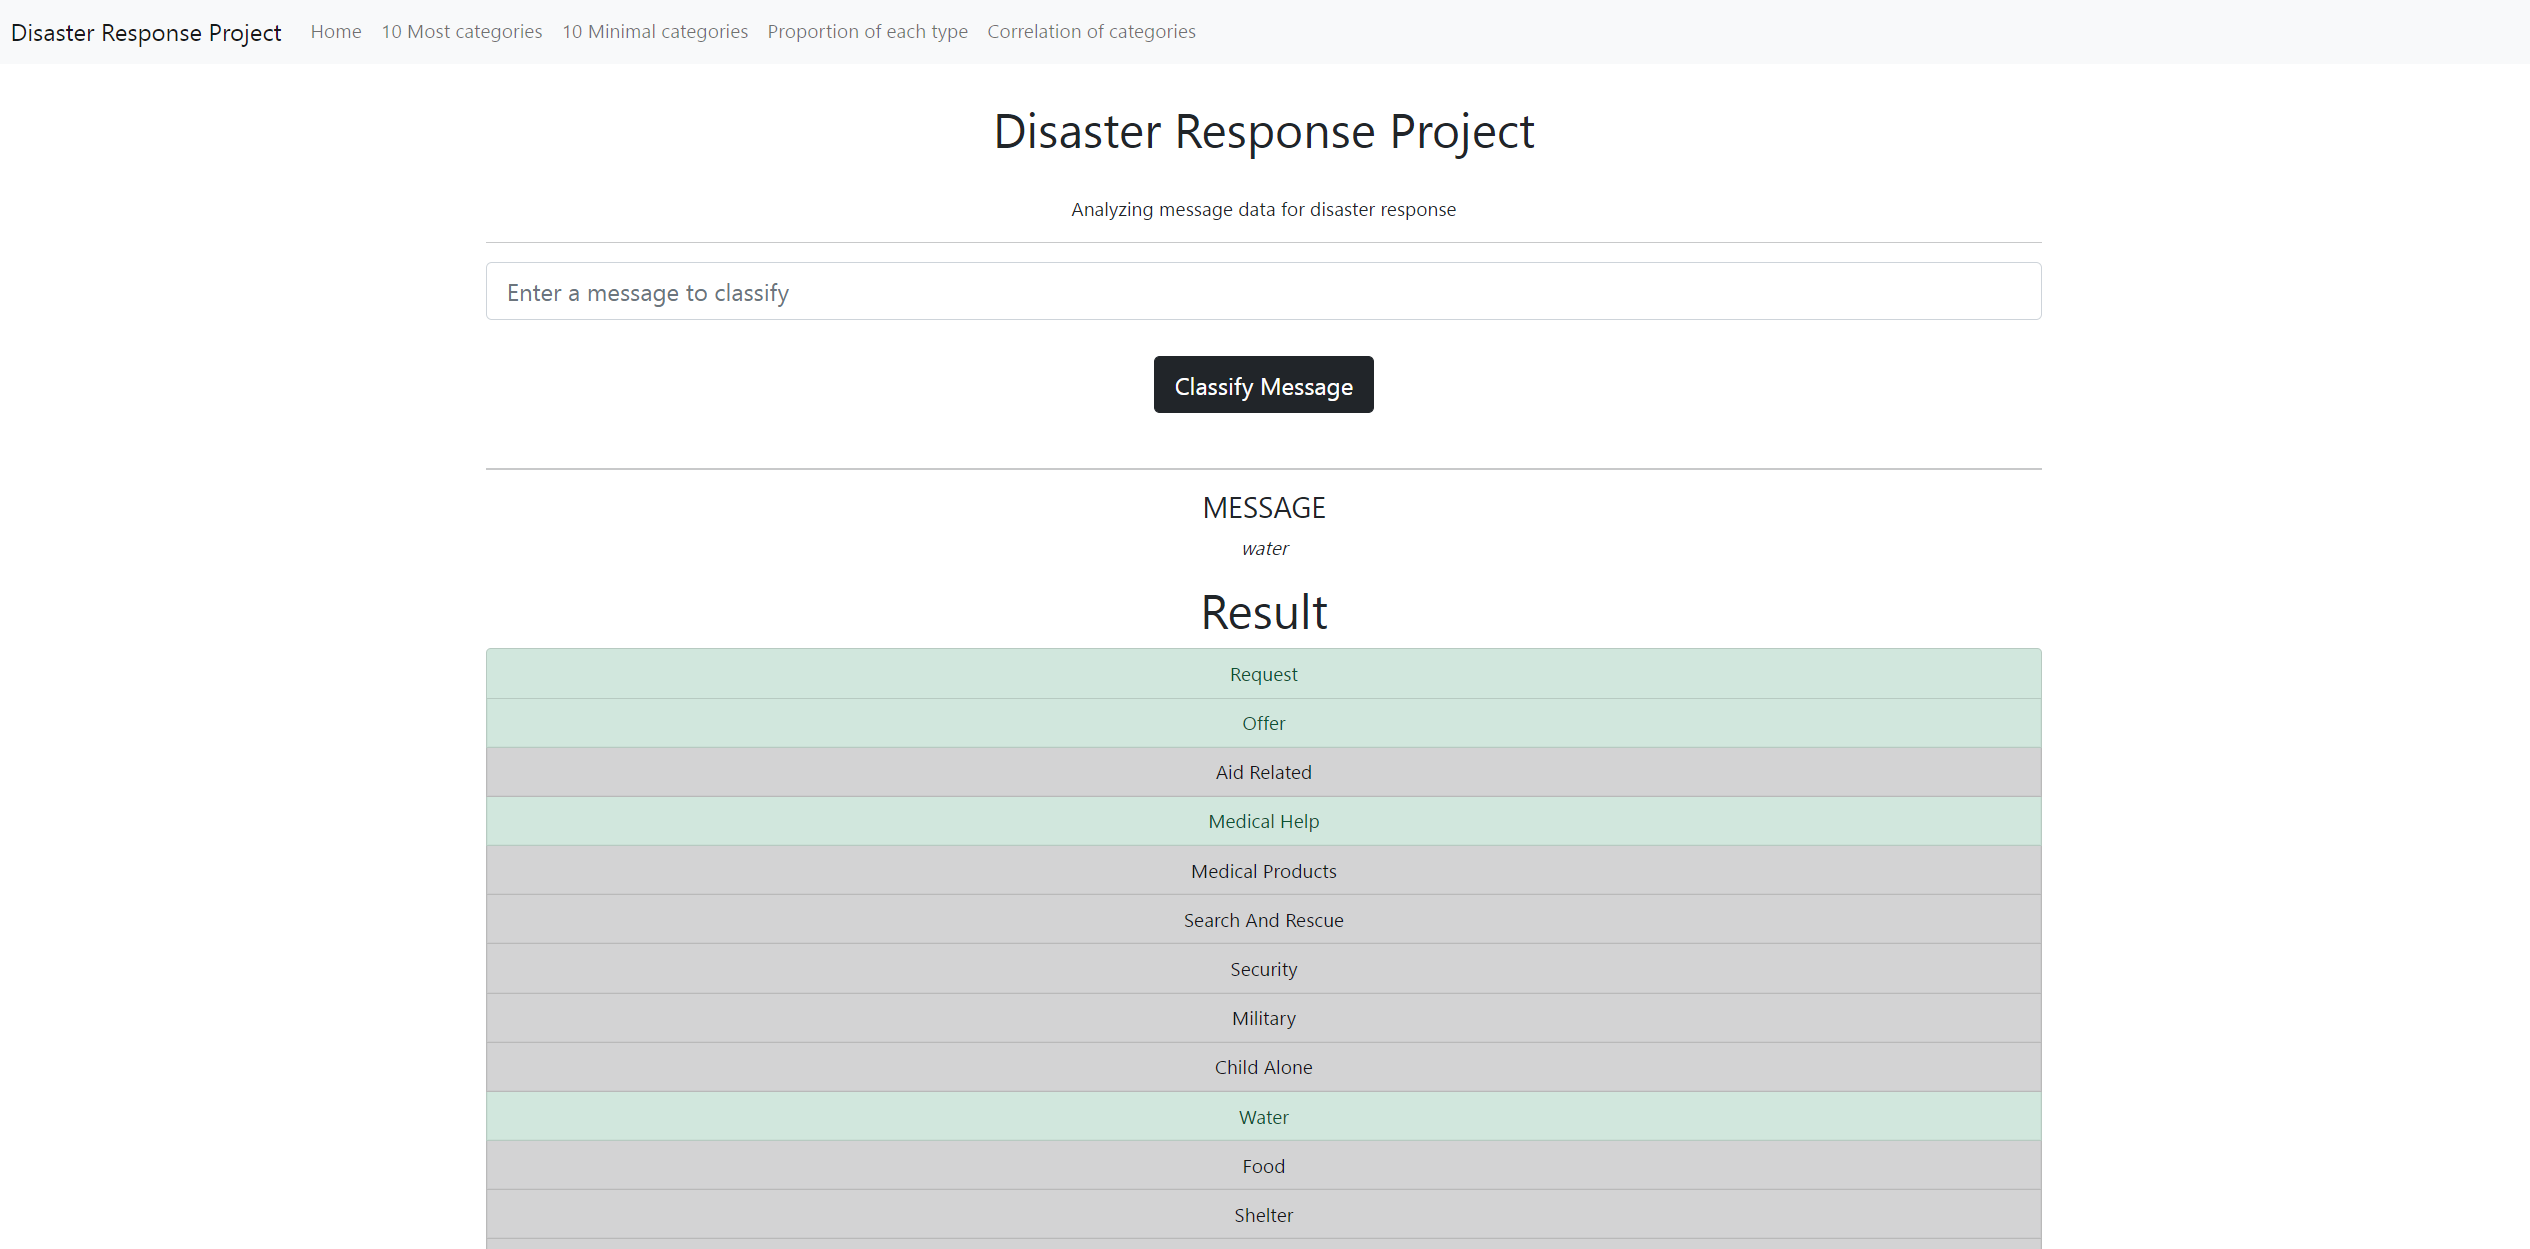 Disaster Response Project Home 10 Most categories 10 Minimal categories Proportion of each type Correlation of categories
Disaster Response Project
Analyzing message data for disaster response
Enter a message to classify
Classify Message
MESSAGE
water
Result
Request
Offer
Aid Related
Medical Help
Medical Products
Search And Rescue
Security
Military
Child Alone
Water
Food
Shelter